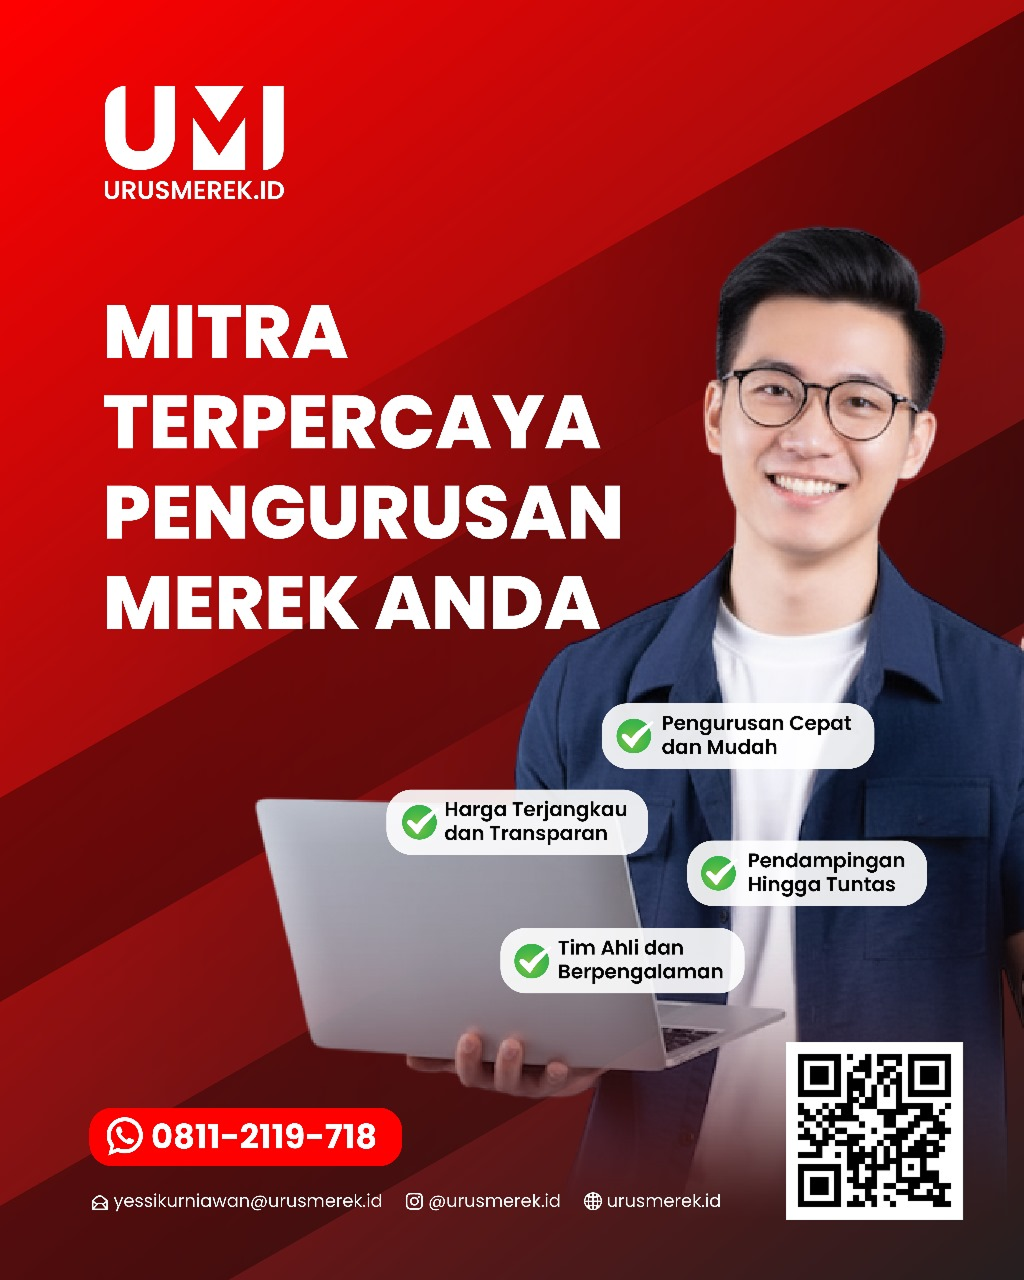 UMI
URUSMEREK.ID
MITRA
TERPERCAYA
PENGURUSAN
MEREK ANDA
Pengurusan Cepat
dan Mudah
Harga Terjangkau
dan Transparan
Pendampingan
Hingga Tuntas
Tim Ahli dan
Berpengalaman
0811-2119-718
yessikurniawan@urusmerek.id @urusmerek.id urusmerek.id